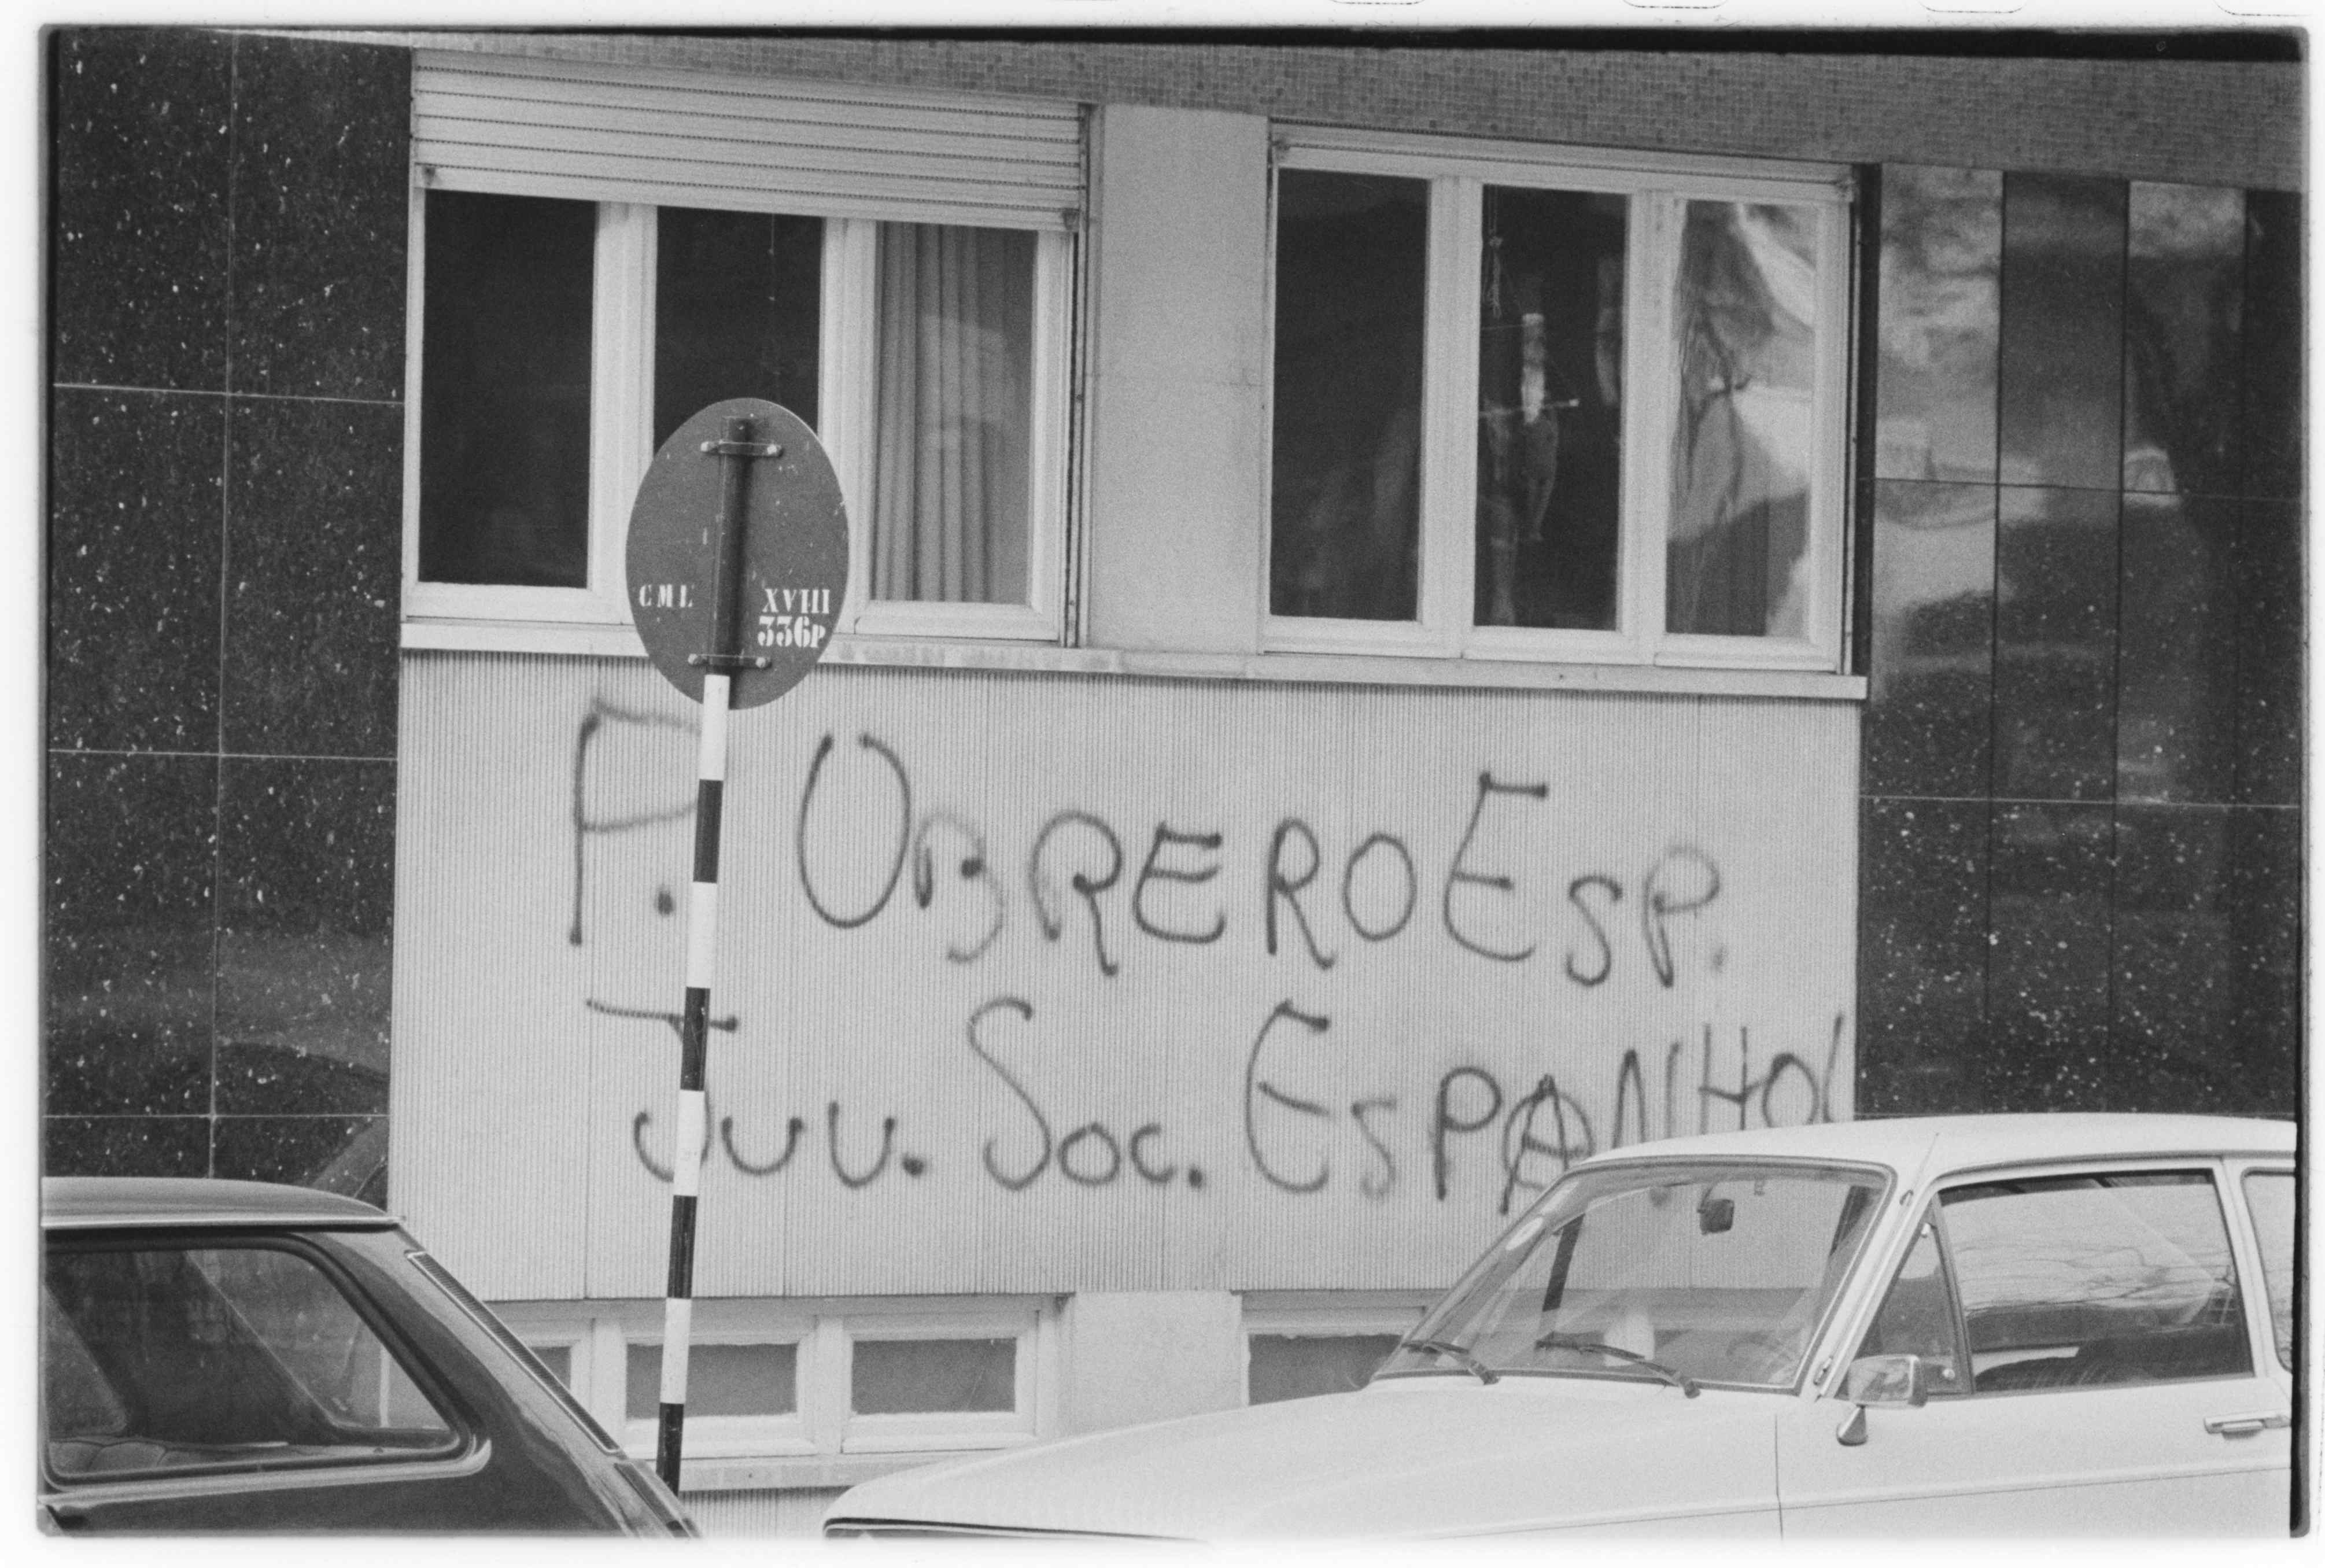 CML XVIII
336P
P. OBRERO ESP.
Juv. Soc. ESPANHOL